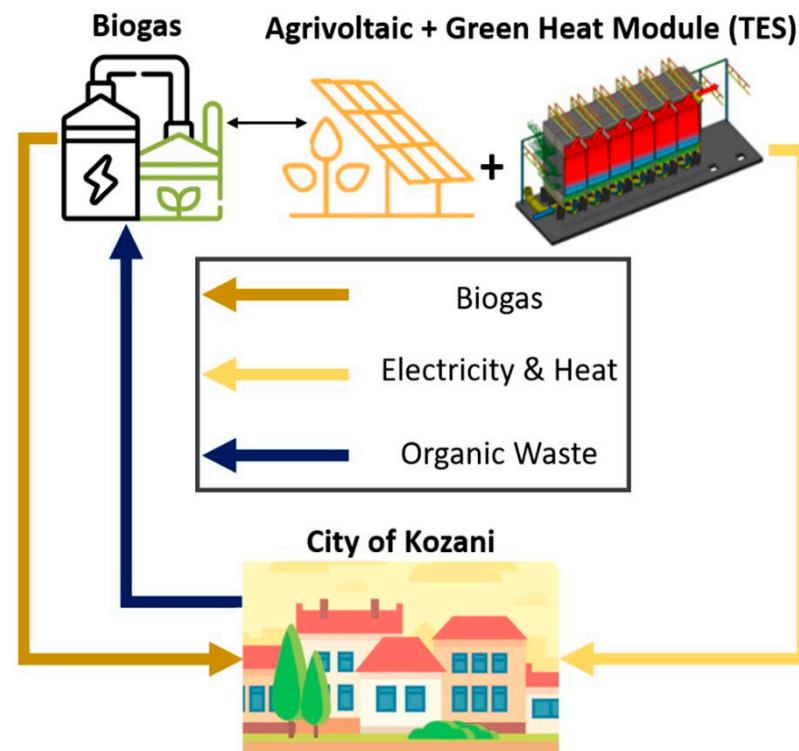 Biogas
Agrivoltaic + Green Heat Module (TES)
+
Biogas
Electricity & Heat
Organic Waste
City of Kozani